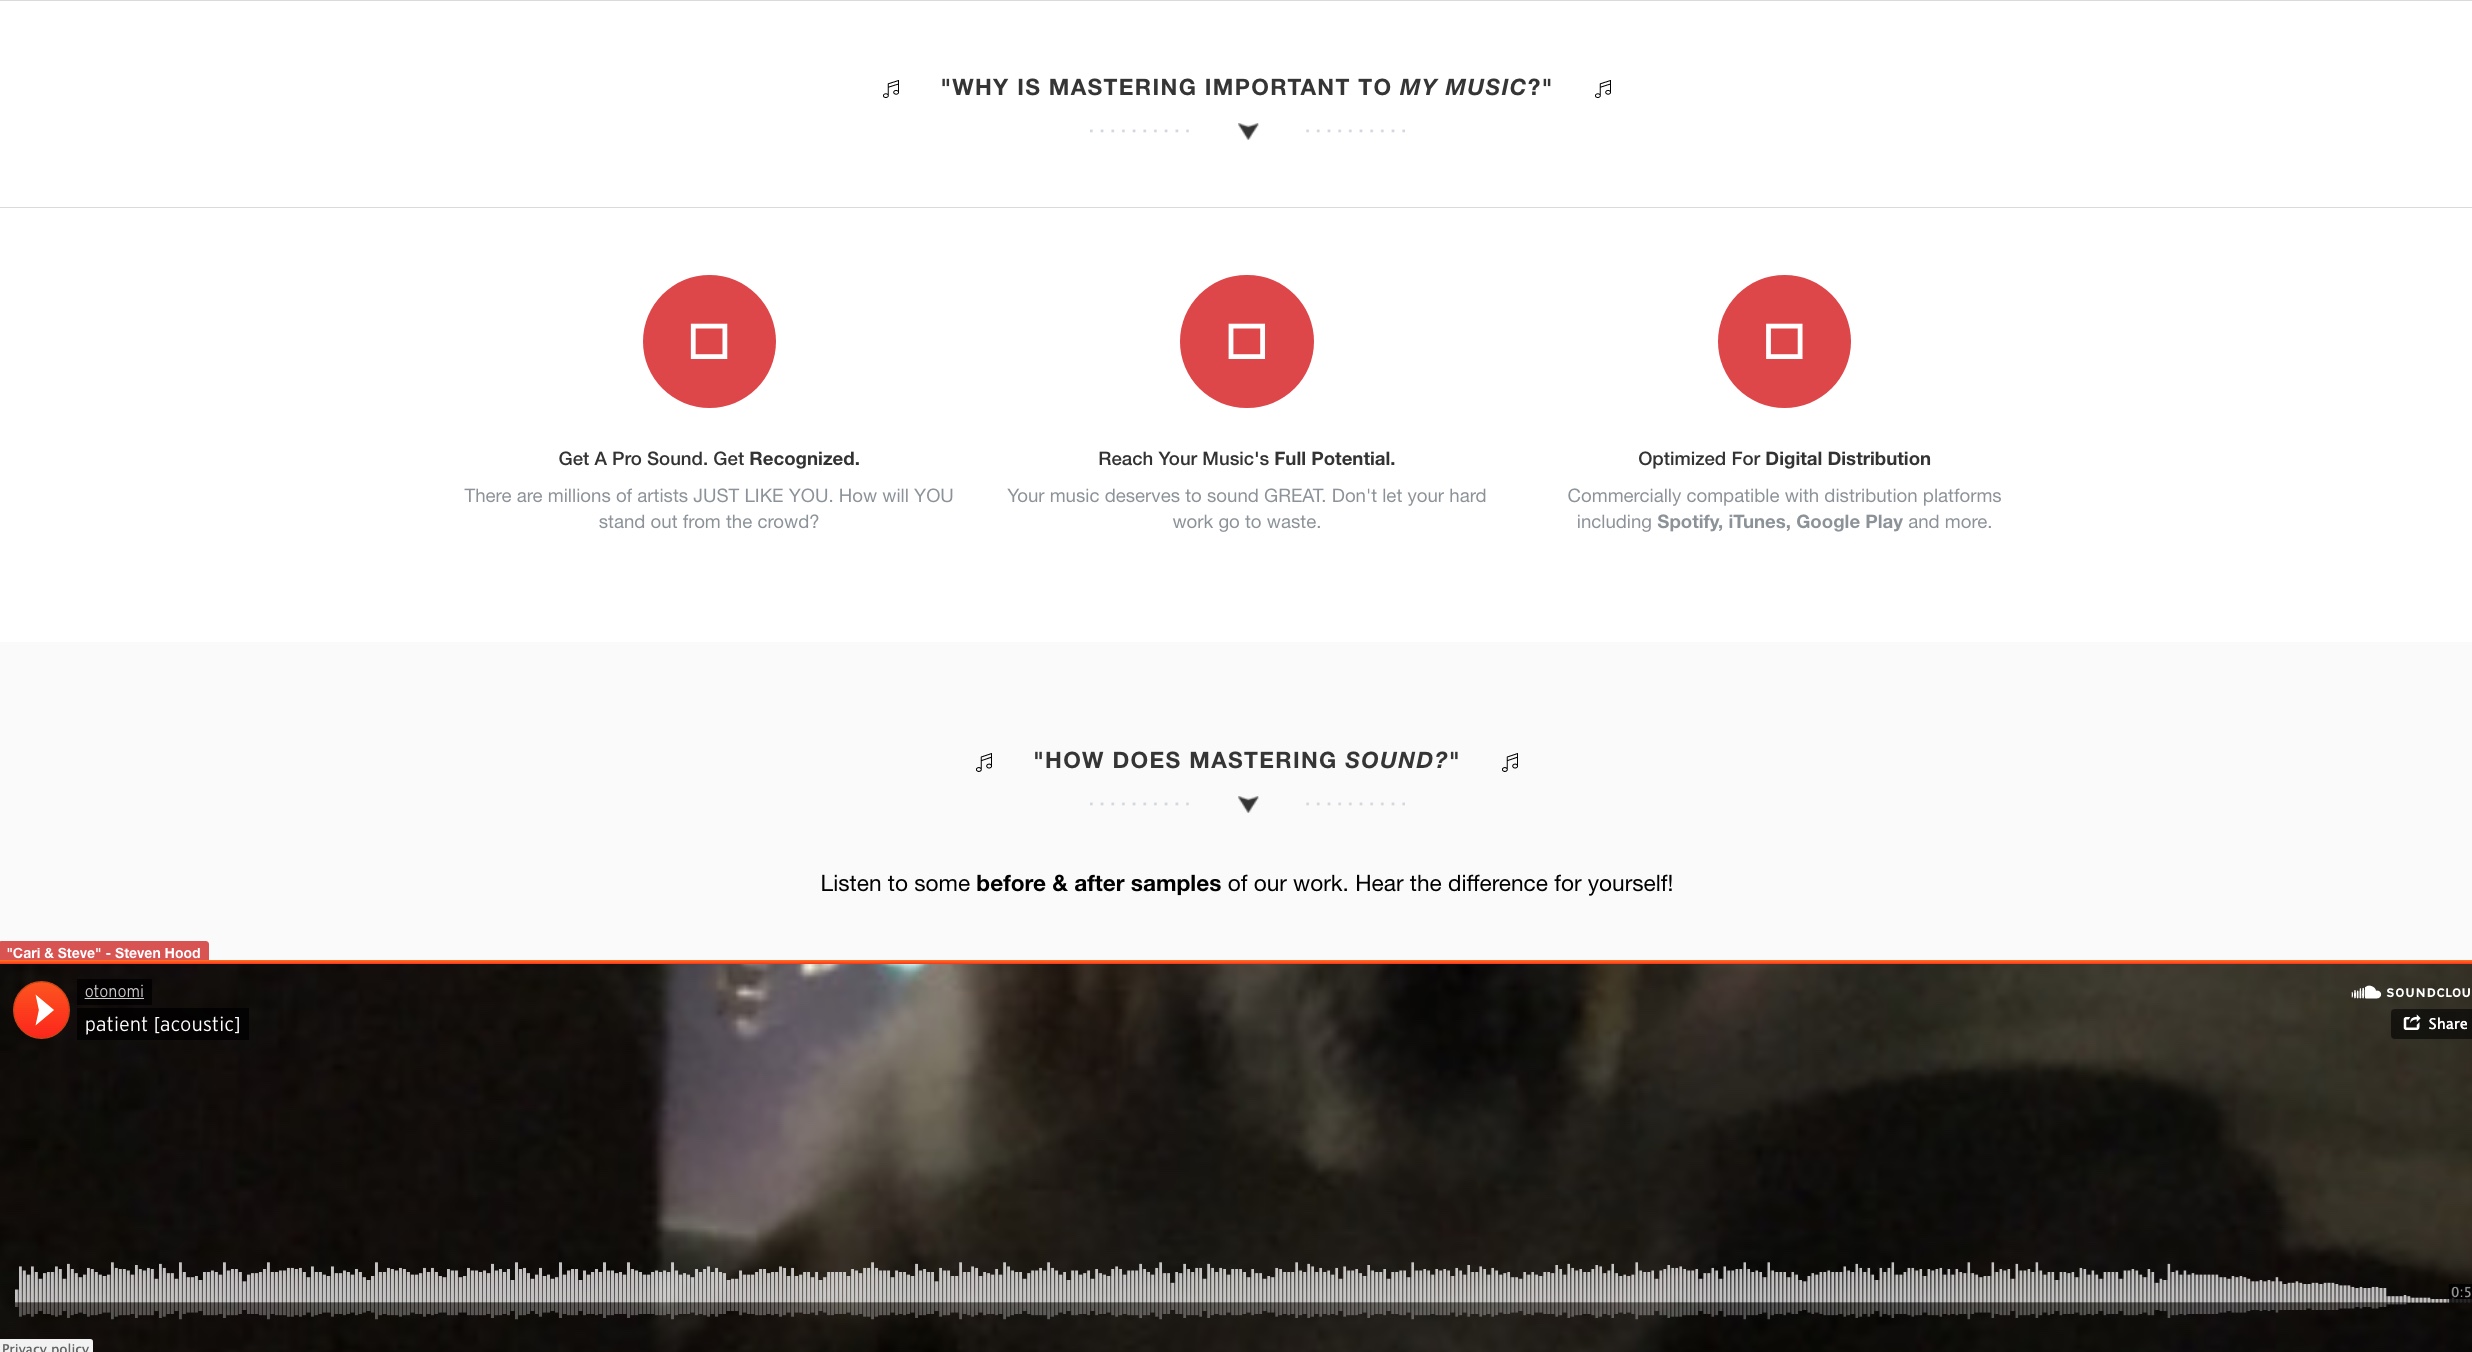 "WHY IS MASTERING IMPORTANT TO MY MUSIC?"
Get A Pro Sound. Get Recognized.
There are millions of artists JUST LIKE YOU. How will YOU
stand out from the crowd?
Reach Your Music's Full Potential.
Your music deserves to sound GREAT. Don't let your hard
work go to waste.
Optimized For Digital Distribution
Commercially compatible with distribution platforms
including Spotify, iTunes, Google Play and more.
"HOW DOES MASTERING SOUND?"
Listen to some before & after samples of our work. Hear the difference for yourself!
"Cari & Steve" - Steven Hood
otonomi
patient [acoustic]
SOUNDCLOU
Share
0:5
Privacy policy